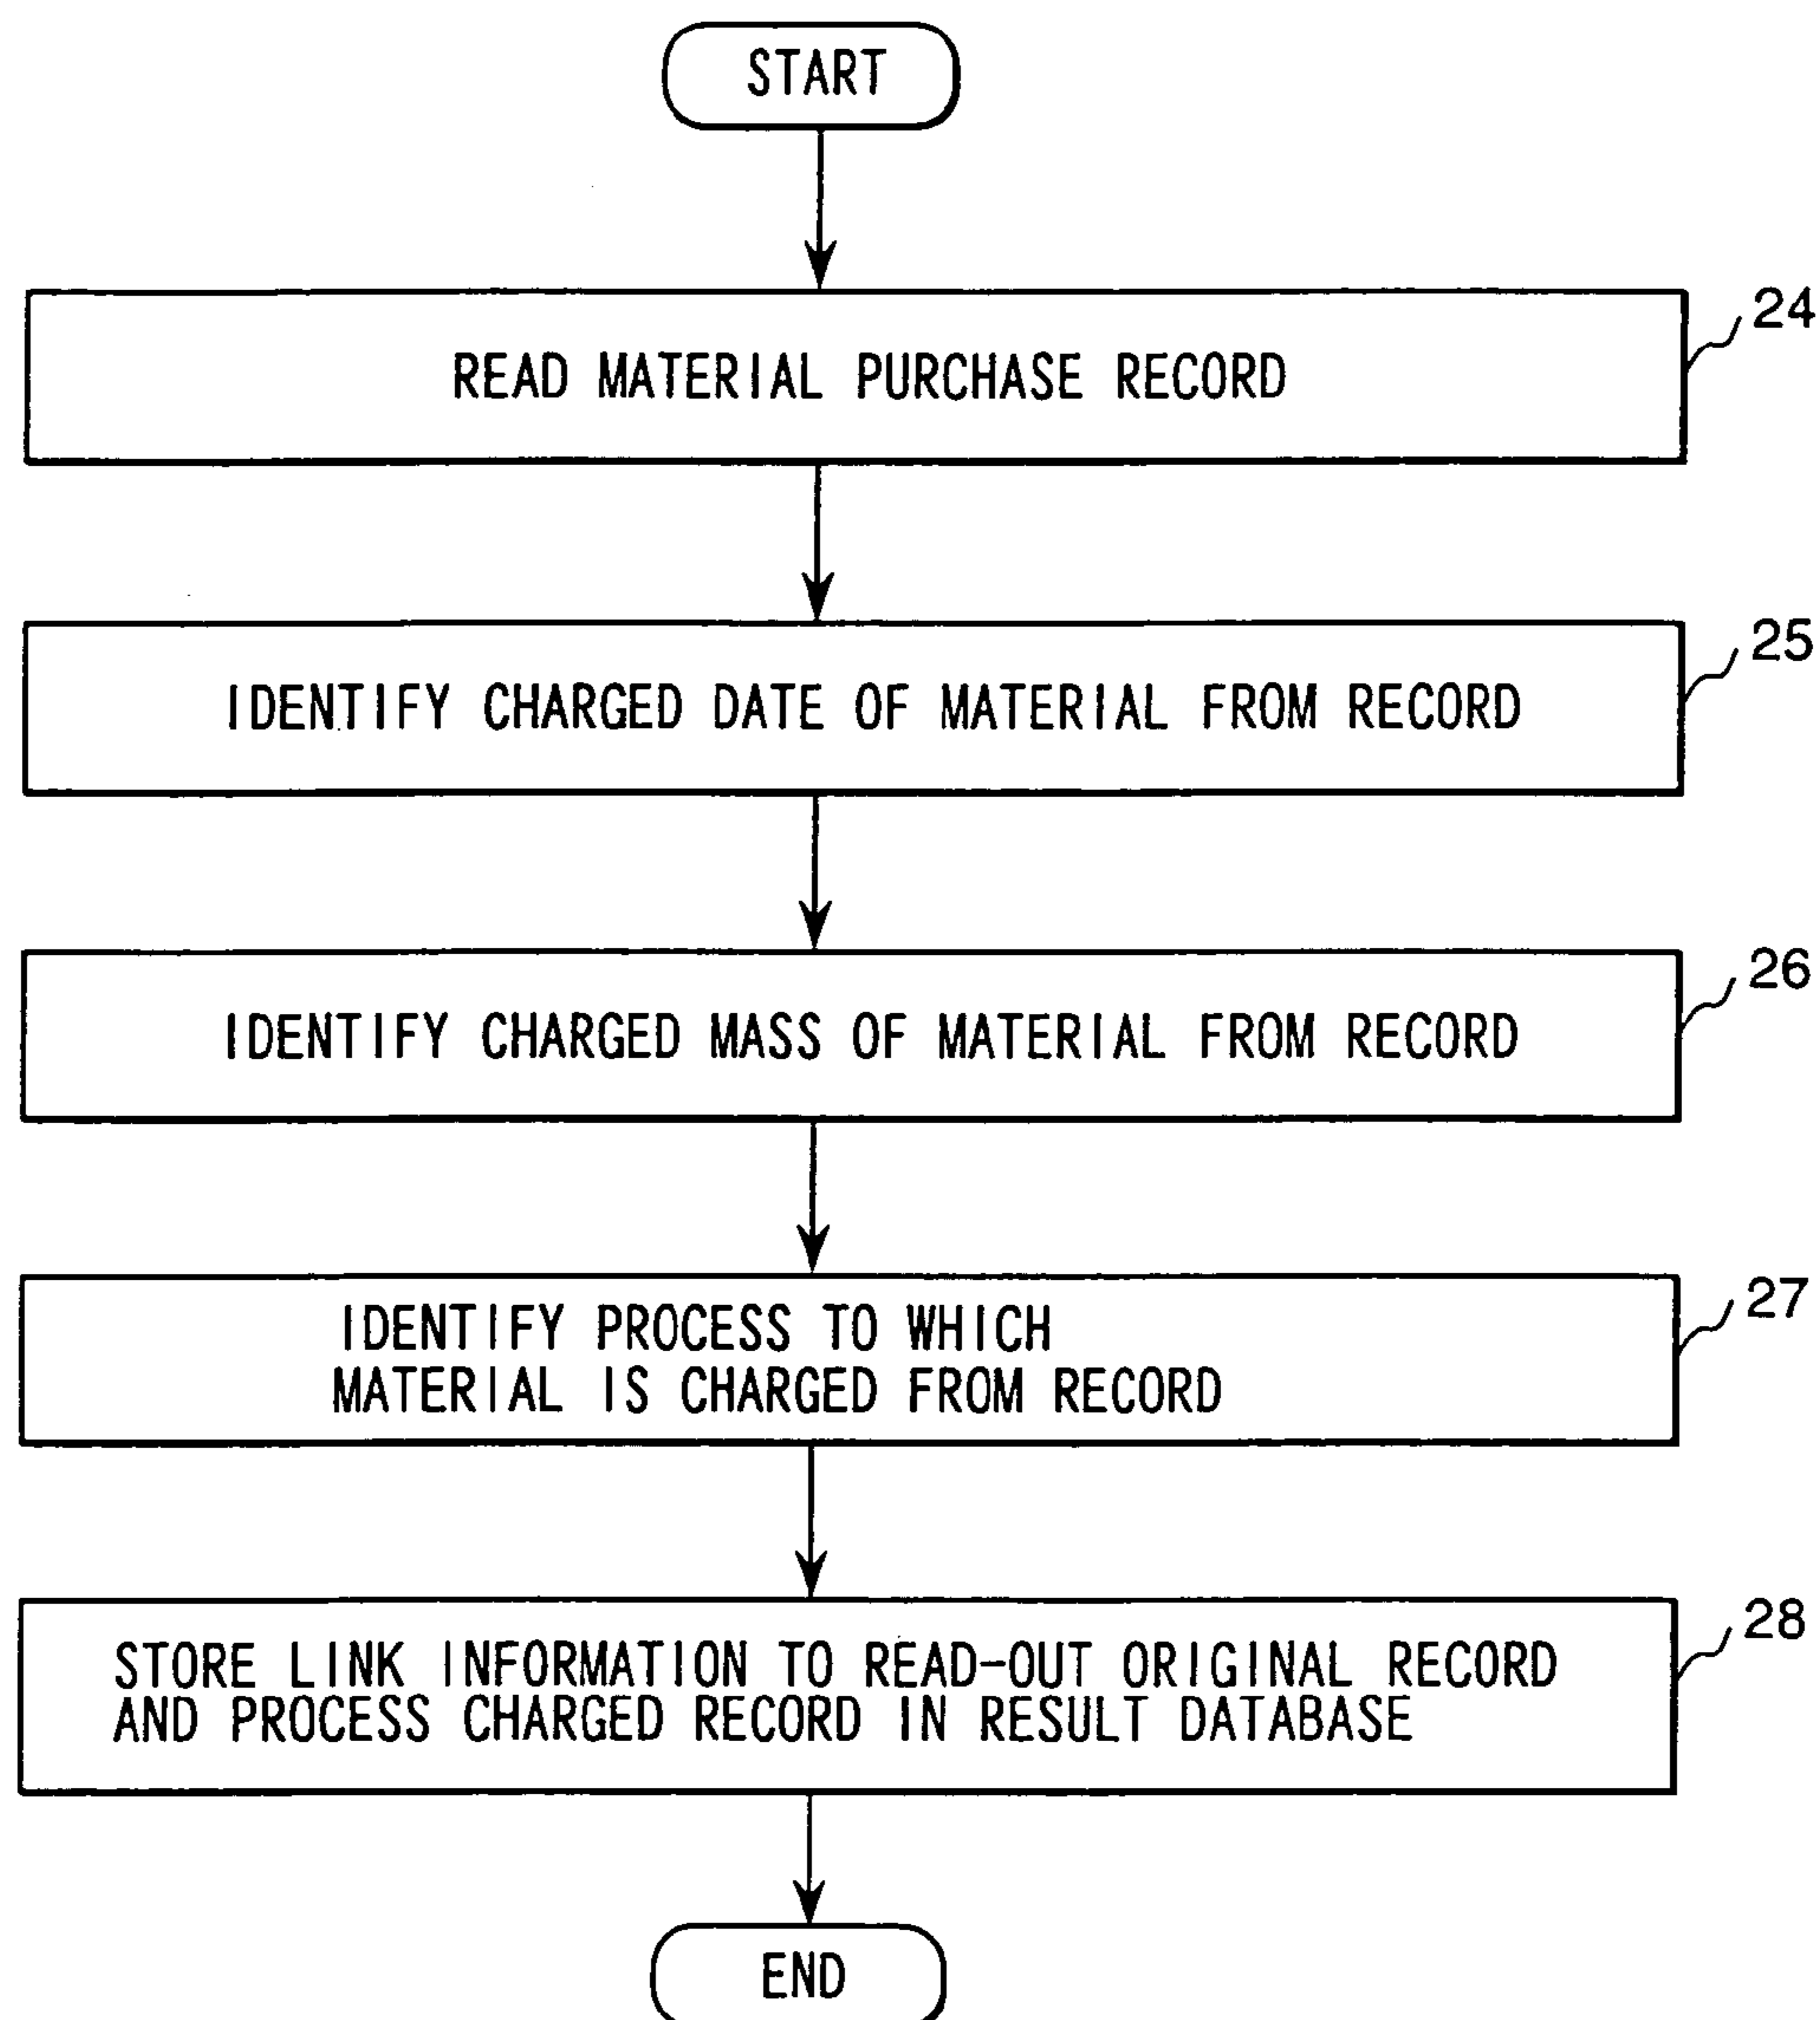 START
READ MATERIAL PURCHASE RECORD
24
IDENTIFY CHARGED DATE OF MATERIAL FROM RECORD
25
IDENTIFY CHARGED MASS OF MATERIAL FROM RECORD
26
IDENTIFY PROCESS TO WHICH
MATERIAL IS CHARGED FROM RECORD
27
STORE LINK INFORMATION TO READ-OUT ORIGINAL RECORD
AND PROCESS CHARGED RECORD IN RESULT DATABASE
28
END